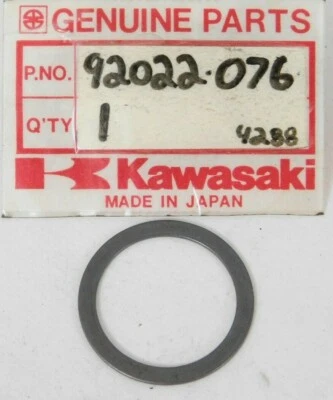 GENUINE PARTS
P.NO. 92022-076
Q'TY 1 4288
Kawasaki
MADE IN JAPAN